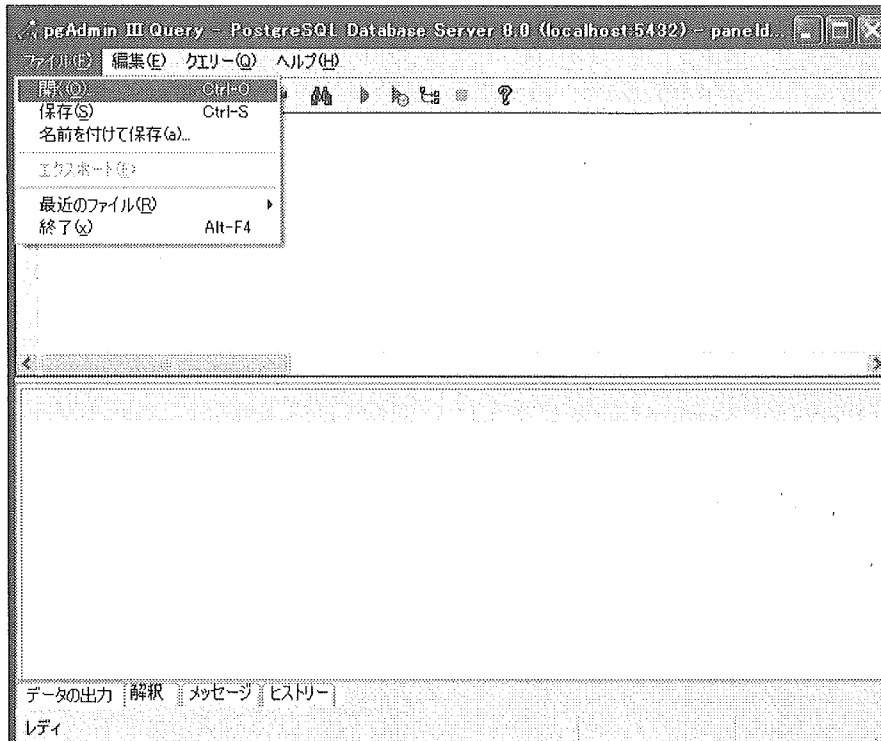 pgAdmin III Query - PostgreSQL Database Server 8.0 (localhost:5432) - paneld...
ファイル(F) 編集(E) クエリー(Q) ヘルプ(H)
開く(O) Ctrl-O
保存(S) Ctrl-S
名前を付けて保存(a)...
エクスポート(E)
最近のファイル(R)
終了(x) Alt-F4
データの出力 解釈 メッセージ ヒストリー
レディ